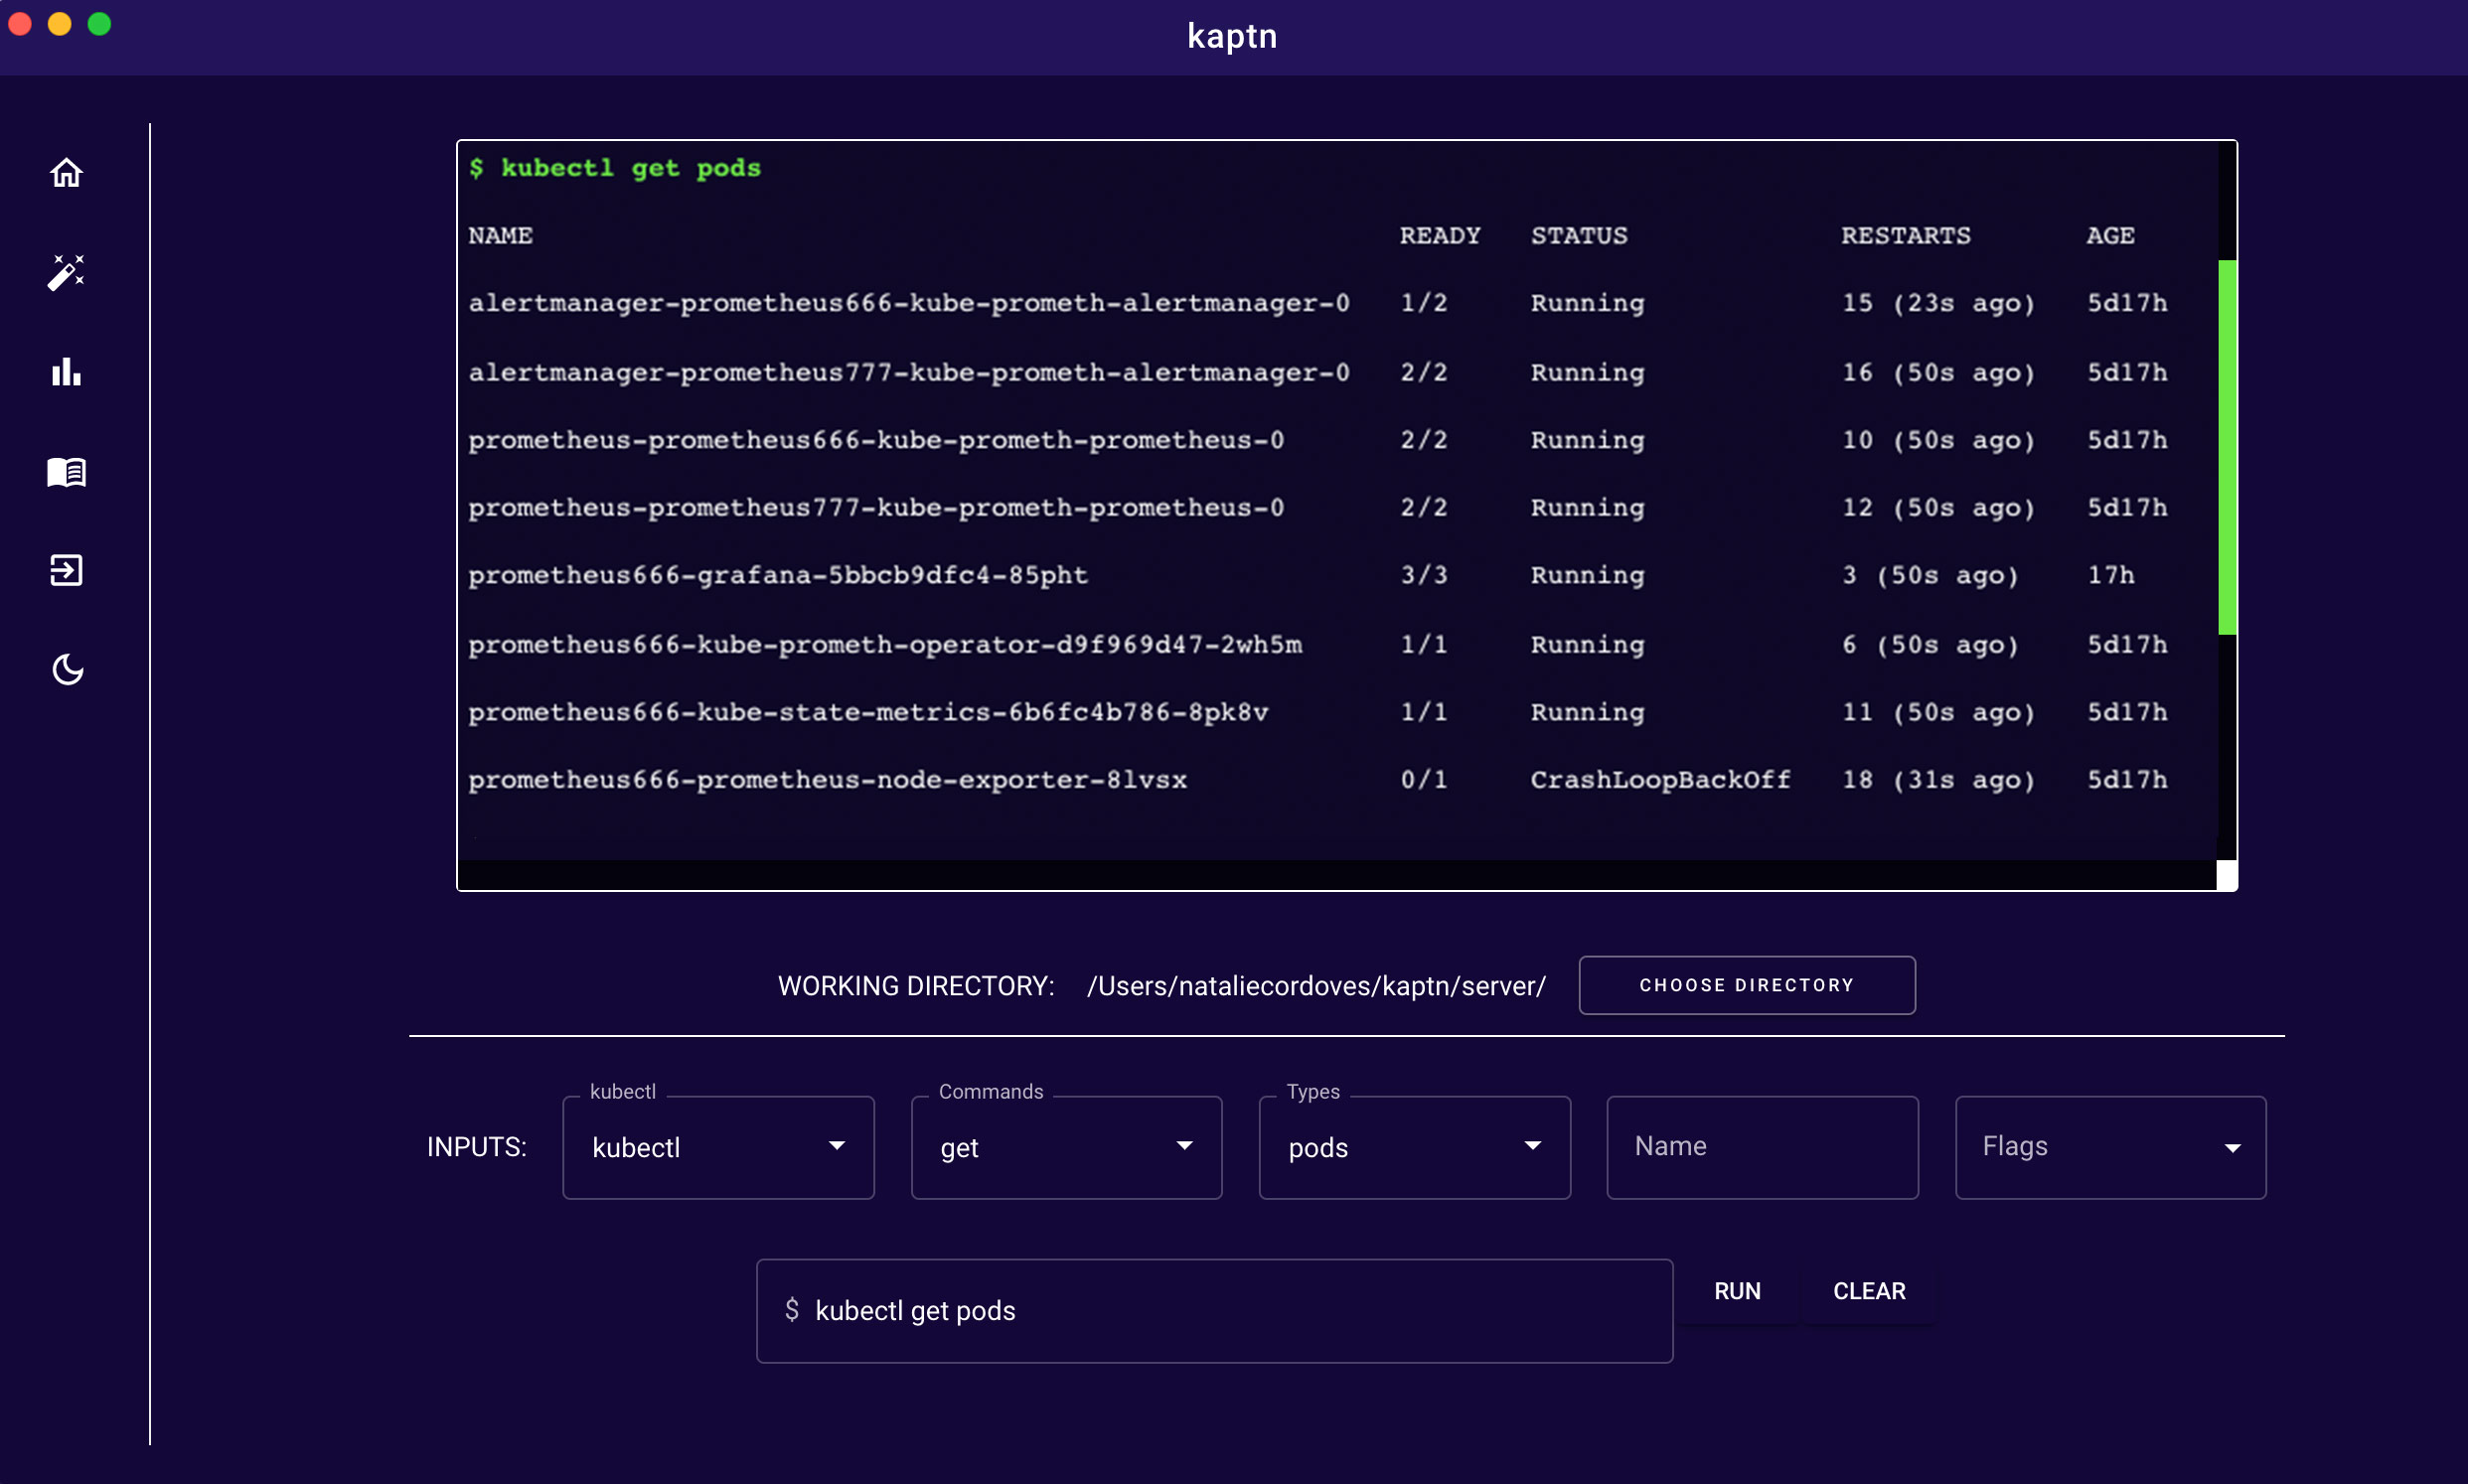 kaptn
$ kubectl get pods
NAME READY STATUS RESTARTS AGE
alertmanager-prometheus666-kube-prometh-alertmanager-0 1/2 Running 15 (23s ago) 5d17h
alertmanager-prometheus777-kube-prometh-alertmanager-0 2/2 Running 16 (50s ago) 5d17h
prometheus-prometheus666-kube-prometh-prometheus-0 2/2 Running 10 (50s ago) 5d17h
prometheus-prometheus777-kube-prometh-prometheus-0 2/2 Running 12 (50s ago) 5d17h
prometheus666-grafana-5bbcb9dfc4-85pht 3/3 Running 3 (50s ago) 17h
prometheus666-kube-prometh-operator-d9f969d47-2wh5m 1/1 Running 6 (50s ago) 5d17h
prometheus666-kube-state-metrics-6b6fc4b786-8pk8v 1/1 Running 11 (50s ago) 5d17h
prometheus666-prometheus-node-exporter-8lvsx 0/1 CrashLoopBackOff 18 (31s ago) 5d17h
WORKING DIRECTORY: /Users/nataliecordoves/kaptn/server/ CHOOSE DIRECTORY
kubectl Commands Types
INPUTS: kubectl get pods Name Flags
$ kubectl get pods RUN CLEAR